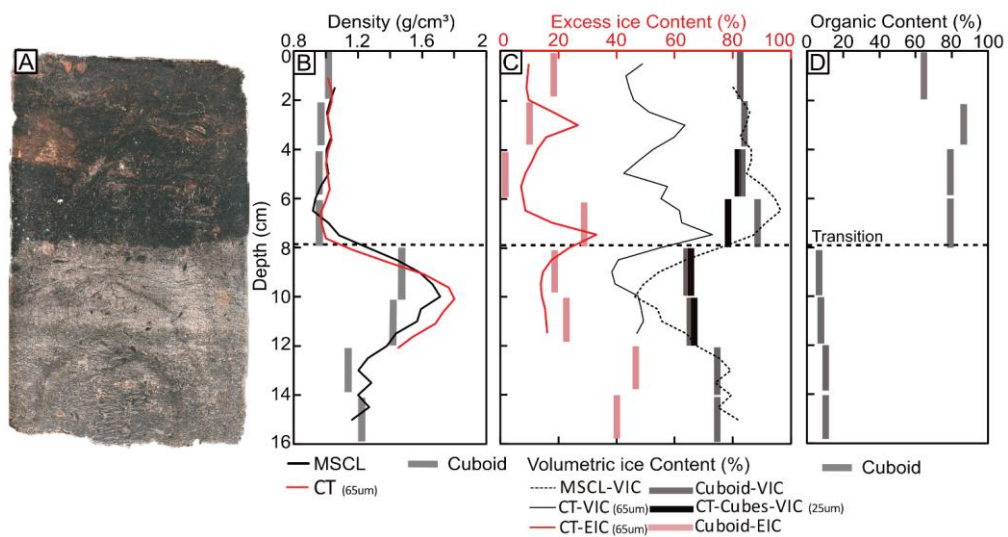 Density (g/cm³)
Excess ice Content (%)
Organic Content (%)
0.8 1.2 1.6 2
0 20 40 60 80 100
0 20 40 60 80 100
A
B
C
D
0
2
4
6
8
10
12
14
16
Depth (cm)
Transition
MSCL
Cuboid
CT (65um)
Volumetric ice Content (%)
MSCL-VIC
Cuboid-VIC
CT-VIC (65um)
CT-Cubes-VIC (25um)
CT-EIC (65um)
Cuboid-EIC
Cuboid